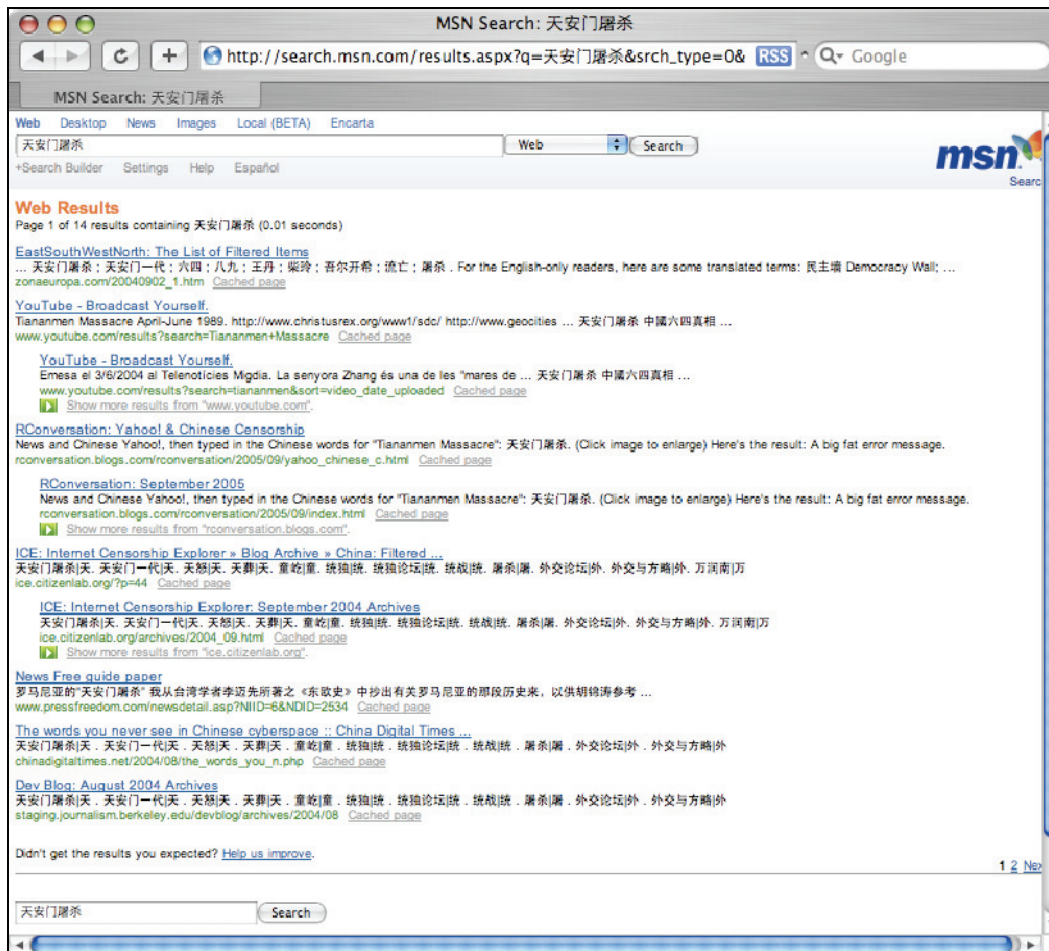 MSN Search: 天安门屠杀
http://search.msn.com/results.aspx?q=天安门屠杀&srch_type=0& RSS Google
MSN Search: 天安门屠杀
Web Desktop News Images Local (BETA) Encarta
天安门屠杀 Web Search
+Search Builder Settings Help Español
msn
Searc
Web Results
Page 1 of 14 results containing 天安门屠杀 (0.01 seconds)
EastSouthWestNorth: The List of Filtered Items
... 天安门屠杀 ; 天安门一代 ; 六四 ; 八九 ; 王丹 ; 柴玲 ; 吾尔开希 ; 流亡 ; 屠杀 . For the English-only readers, here are some translated terms: 民主墙 Democracy Wall; ...
zonaeuropa.com/20040902_1.htm Cached page
YouTube - Broadcast Yourself.
Tiananmen Massacre April-June 1989. http://www.christusrex.org/www1/sdc/ http://www.geocities ... 天安门屠杀 中國六四真相 ...
www.youtube.com/results?search=Tiananmen+Massacre Cached page
YouTube - Broadcast Yourself.
Emesa el 3/6/2004 al Telenotícies Migdia. La senyora Zhang és una de les "mares de ... 天安门屠杀 中國六四真相 ...
www.youtube.com/results?search=tiananmen&sort=video_date_uploaded Cached page
Show more results from "www.youtube.com".
RConversation: Yahoo! & Chinese Censorship
News and Chinese Yahoo!, then typed in the Chinese words for "Tiananmen Massacre": 天安门屠杀. (Click image to enlarge) Here's the result: A big fat error message.
rconversation.blogs.com/rconversation/2005/09/yahoo_chinese_c.html Cached page
RConversation: September 2005
News and Chinese Yahoo!, then typed in the Chinese words for "Tiananmen Massacre": 天安门屠杀. (Click image to enlarge) Here's the result: A big fat error message.
rconversation.blogs.com/rconversation/2005/09/index.html Cached page
Show more results from "rconversation.blogs.com".
ICE: Internet Censorship Explorer » Blog Archive » China: Filtered ...
天安门屠杀|天. 天安门一代|天. 天怒|天. 天葬|天. 童屹|童. 统独|统. 统独论坛|统. 统战|统. 屠杀|屠. 外交论坛|外. 外交与方略|外. 万润南|万
ice.citizenlab.org/?p=44 Cached page
ICE: Internet Censorship Explorer: September 2004 Archives
天安门屠杀|天. 天安门一代|天. 天怒|天. 天葬|天. 童屹|童. 统独|统. 统独论坛|统. 统战|统. 屠杀|屠. 外交论坛|外. 外交与方略|外. 万润南|万
ice.citizenlab.org/archives/2004_09.html Cached page
Show more results from "ice.citizenlab.org".
News Free guide paper
罗马尼亚的"天安门屠杀" 我从台湾学者李迈先所著之《东欧史》中抄出有关罗马尼亚的那段历史来，以供胡锦涛参考 ...
www.pressfreedom.com/newsdetail.asp?NIID=6&NDID=2534 Cached page
The words you never see in Chinese cyberspace :: China Digital Times ...
天安门屠杀|天 . 天安门一代|天 . 天怒|天 . 天葬|天 . 童屹|童 . 统独|统 . 统独论坛|统 . 统战|统 . 屠杀|屠 . 外交论坛|外 . 外交与方略|外
chinadigitaltimes.net/2004/08/the_words_you_n.php Cached page
Dev Blog: August 2004 Archives
天安门屠杀|天 . 天安门一代|天 . 天怒|天 . 天葬|天 . 童屹|童 . 统独|统 . 统独论坛|统 . 统战|统 . 屠杀|屠 . 外交论坛|外 . 外交与方略|外
staging.journalism.berkeley.edu/devblog/archives/2004/08 Cached page
Didn't get the results you expected? Help us improve.
1 2 Nex
天安门屠杀 Search